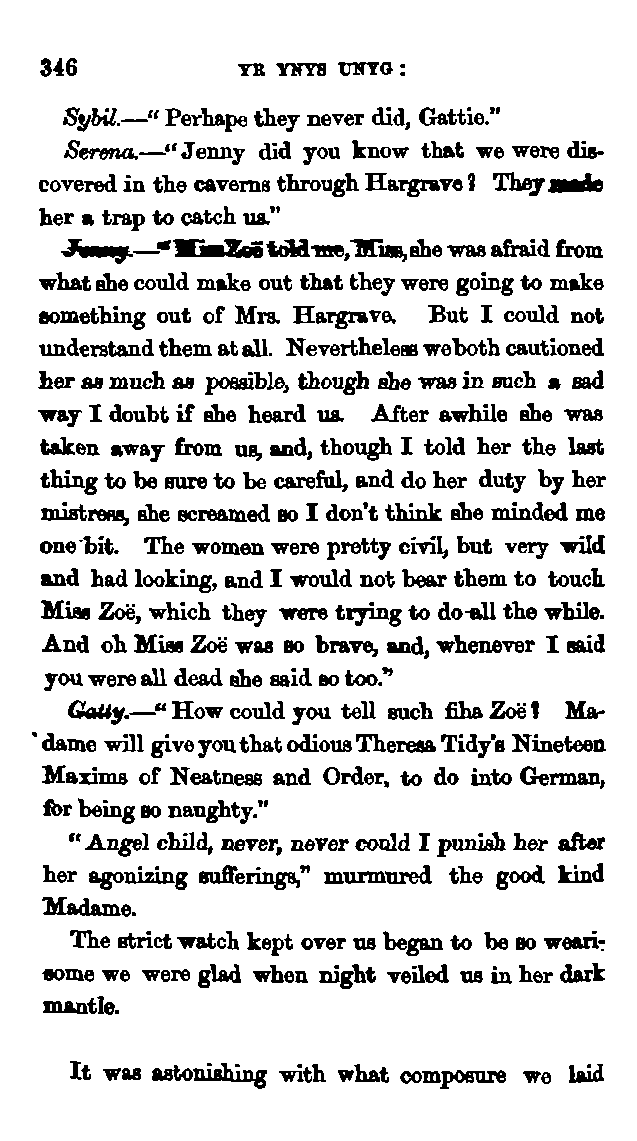 346 YR YNYS UNYG:
Sybil.—“Perhaps they never did, Gattie.”
Serena.—“Jenny did you know that we were dis-
covered in the caverns through Hargrave? They made
her a trap to catch us.”
Jenny.—“Miss Zoë told me, Miss, she was afraid from
what she could make out that they were going to make
something out of Mrs. Hargrave. But I could not
understand them at all. Nevertheless we both cautioned
her as much as possible, though she was in such a sad
way I doubt if she heard us. After awhile she was
taken away from us, and, though I told her the last
thing to be sure to be careful, and do her duty by her
mistress, she screamed so I don't think she minded me
one bit. The women were pretty civil, but very wild
and had looking, and I would not bear them to touch
Miss Zoë, which they were trying to do all the while.
And oh Miss Zoë was so brave, and, whenever I said
you were all dead she said so too.”
Gatty.—“How could you tell such fibs Zoë? Ma-
dame will give you that odious Theresa Tidy's Nineteen
Maxims of Neatness and Order, to do into German,
for being so naughty.”
“Angel child, never, never could I punish her after
her agonizing sufferings,” murmured the good kind
Madame.
The strict watch kept over us began to be so weari-
some we were glad when night veiled us in her dark
mantle.
It was astonishing with what composure we laid